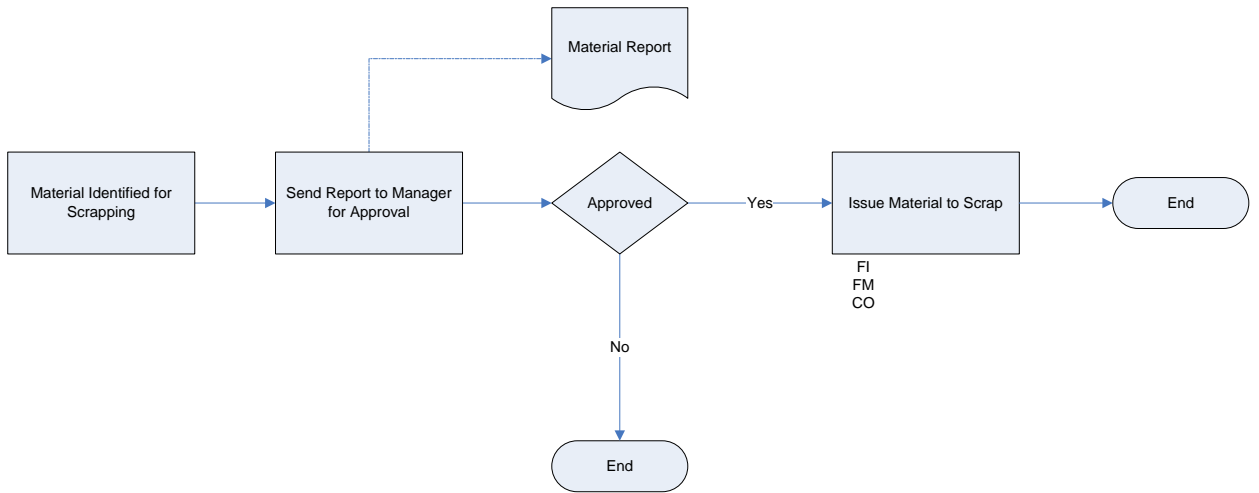 Material Report
Material Identified for
Scrapping
Send Report to Manager
for Approval
Approved
Yes
Issue Material to Scrap
End
FI
FM
CO
No
End